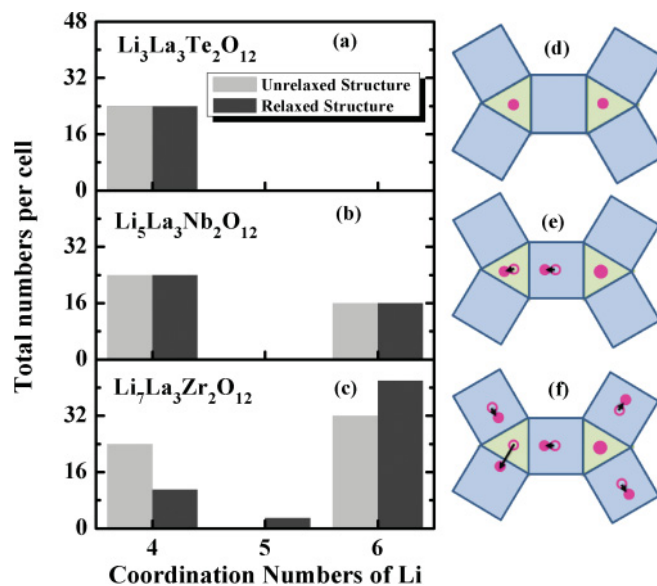 Total numbers per cell
48
32
16
0
Li₃La₃Te₂O₁₂
(a)
Unrelaxed Structure
Relaxed Structure
(d)
32
16
0
Li₅La₃Nb₂O₁₂
(b)
(e)
32
16
0
Li₇La₃Zr₂O₁₂
(c)
(f)
4
5
6
Coordination Numbers of Li